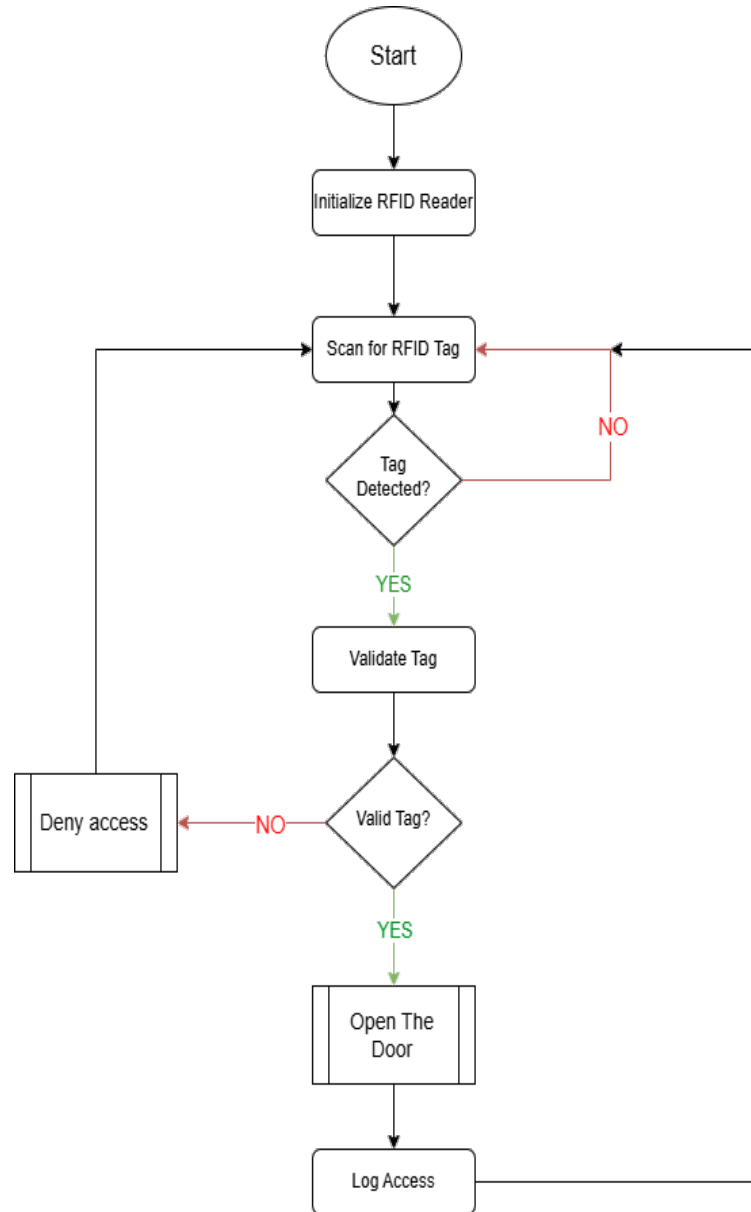 Start
Initialize RFID Reader
Scan for RFID Tag
NO
Tag
Detected?
YES
Validate Tag
Deny access
NO
Valid Tag?
YES
Open The
Door
Log Access